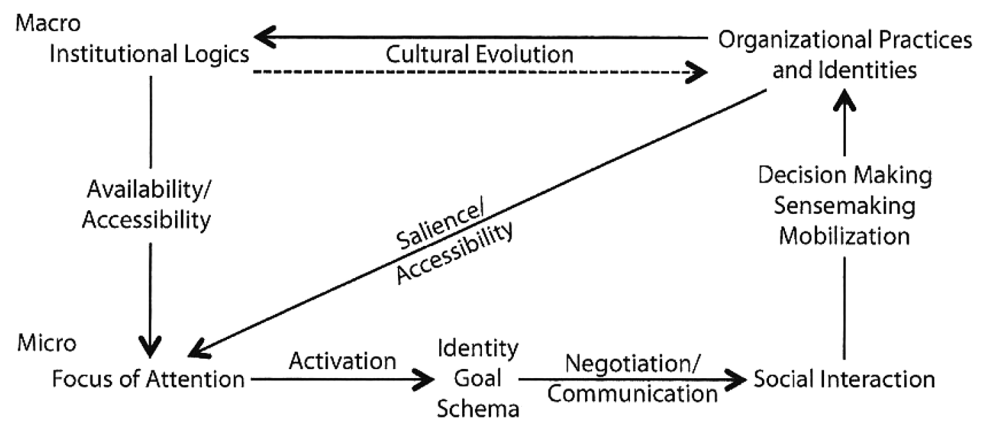 Macro
Institutional Logics
Cultural Evolution
Organizational Practices
and Identities
Availability/
Accessibility
Salience/
Accessibility
Decision Making
Sensemaking
Mobilization
Micro
Focus of Attention
Activation
Identity
Goal
Schema
Negotiation/
Communication
Social Interaction